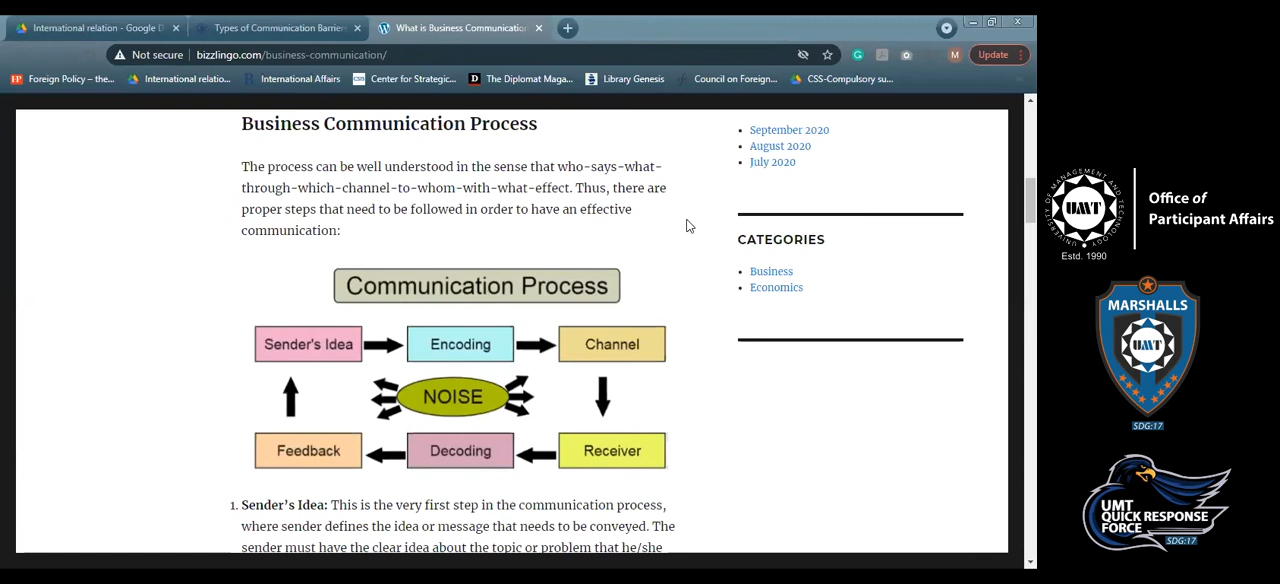 International relation - Google D
Types of Communication Barrier
What is Business Communication
Not secure
bizzlingo.com/business-communication/
M
Update
Foreign Policy – the...
International relatio...
International Affairs
Center for Strategic...
The Diplomat Maga...
Library Genesis
Council on Foreign...
CSS-Compulsory su...
Business Communication Process
The process can be well understood in the sense that who-says-what-
through-which-channel-to-whom-with-what-effect. Thus, there are
proper steps that need to be followed in order to have an effective
communication:
Communication Process
Sender's Idea
Encoding
Channel
NOISE
Feedback
Decoding
Receiver
1. Sender’s Idea: This is the very first step in the communication process,
where sender defines the idea or message that needs to be conveyed. The
sender must have the clear idea about the topic or problem that he/she
September 2020
August 2020
July 2020
CATEGORIES
Business
Economics
UNIVERSITY OF MANAGEMENT AND TECHNOLOGY
UMT
Estd. 1990
Office of
Participant Affairs
MARSHALLS
UMT
SDG:17
UMT
QUICK RESPONSE
FORCE
SDG:17